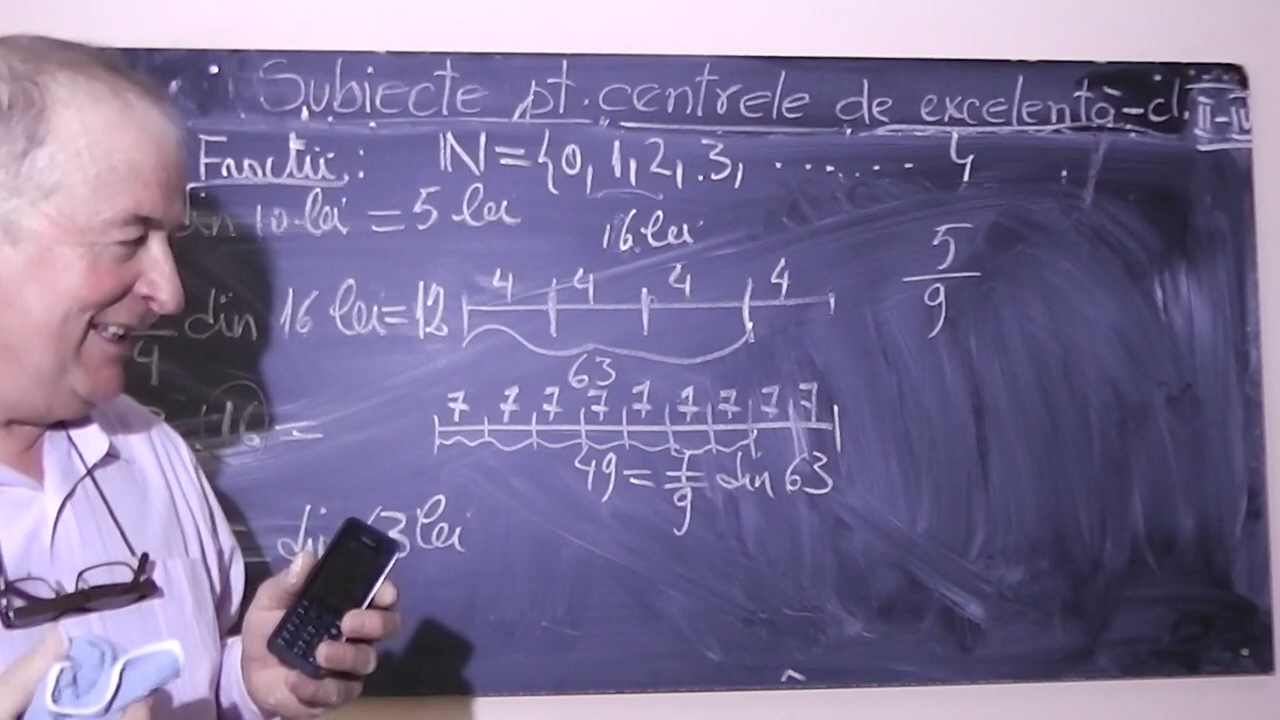 Subiecte pt. centrele de excelență - cl. II-IV
Fracții: N = {0, 1, 2, 3, ....... }
din 10 lei = 5 lei
16 lei
4 4 4 4
4 din 16 lei = 12
5
9
63
7 7 7 7 7 7 7 7 7
16 =
49 = 7/9 din 63
din 63 lei